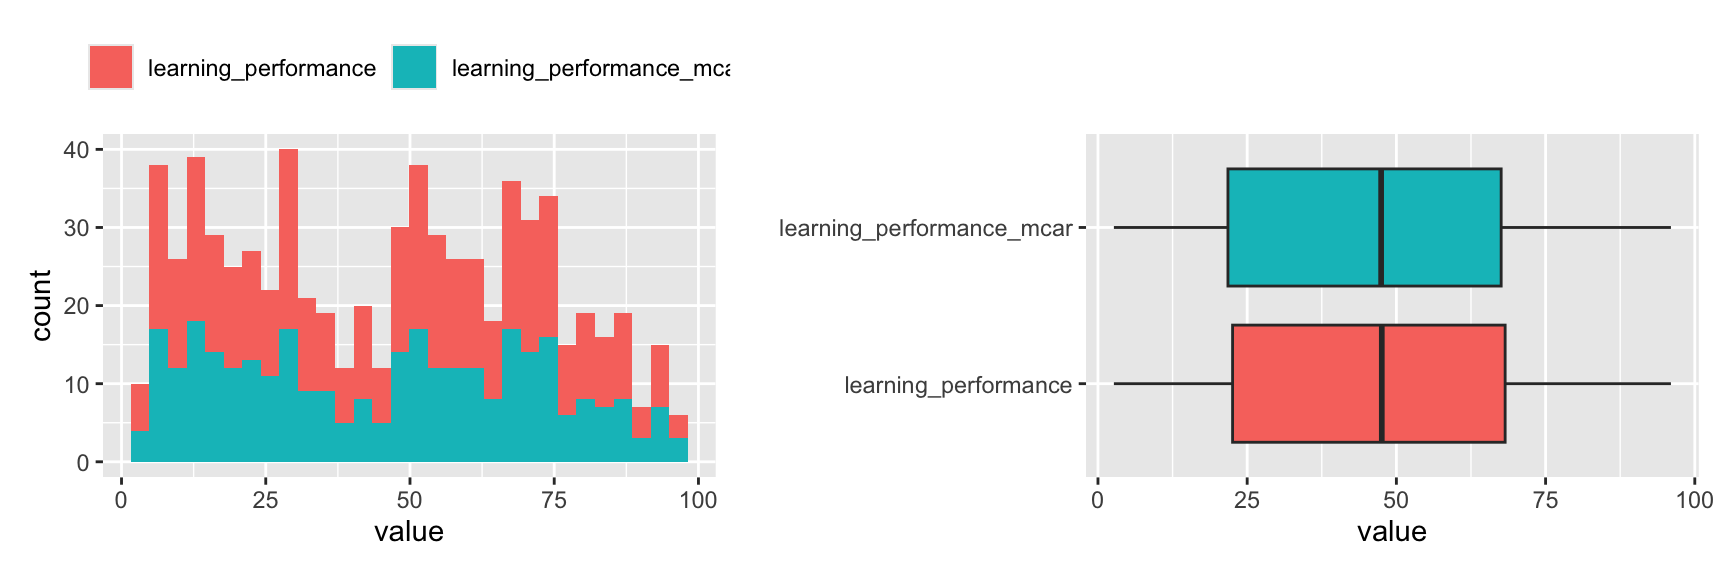 learning_performance learning_performance_mca
40
30
20
10
0
count
0 25 50 75 100
value
learning_performance_mcar
learning_performance
0 25 50 75 100
value